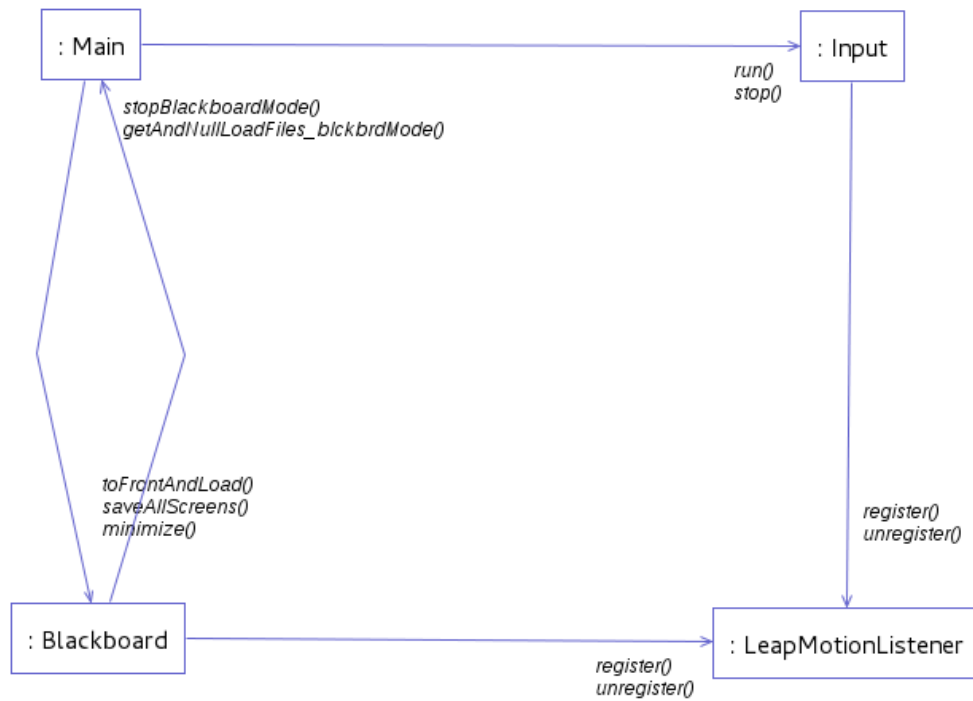 : Main
: Input
run()
stop()
stopBlackboardMode()
getAndNullLoadFiles_blckbrdMode()
toFrontAndLoad()
saveAllScreens()
minimize()
register()
unregister()
: Blackboard
: LeapMotionListener
register()
unregister()